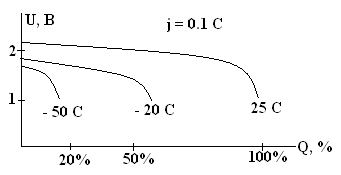 U, B
j = 0.1 C
2
1
- 50 C
- 20 C
25 C
20%
50%
100%
Q, %